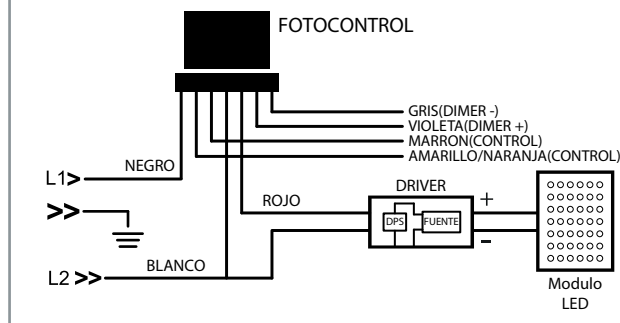 FOTOCONTROL
GRIS(DIMER -)
VIOLETA(DIMER +)
MARRON(CONTROL)
AMARILLO/NARANJA(CONTROL)
NEGRO
L1
ROJO
DRIVER
DPS
FUENTE
+
-
L2
BLANCO
Modulo
LED